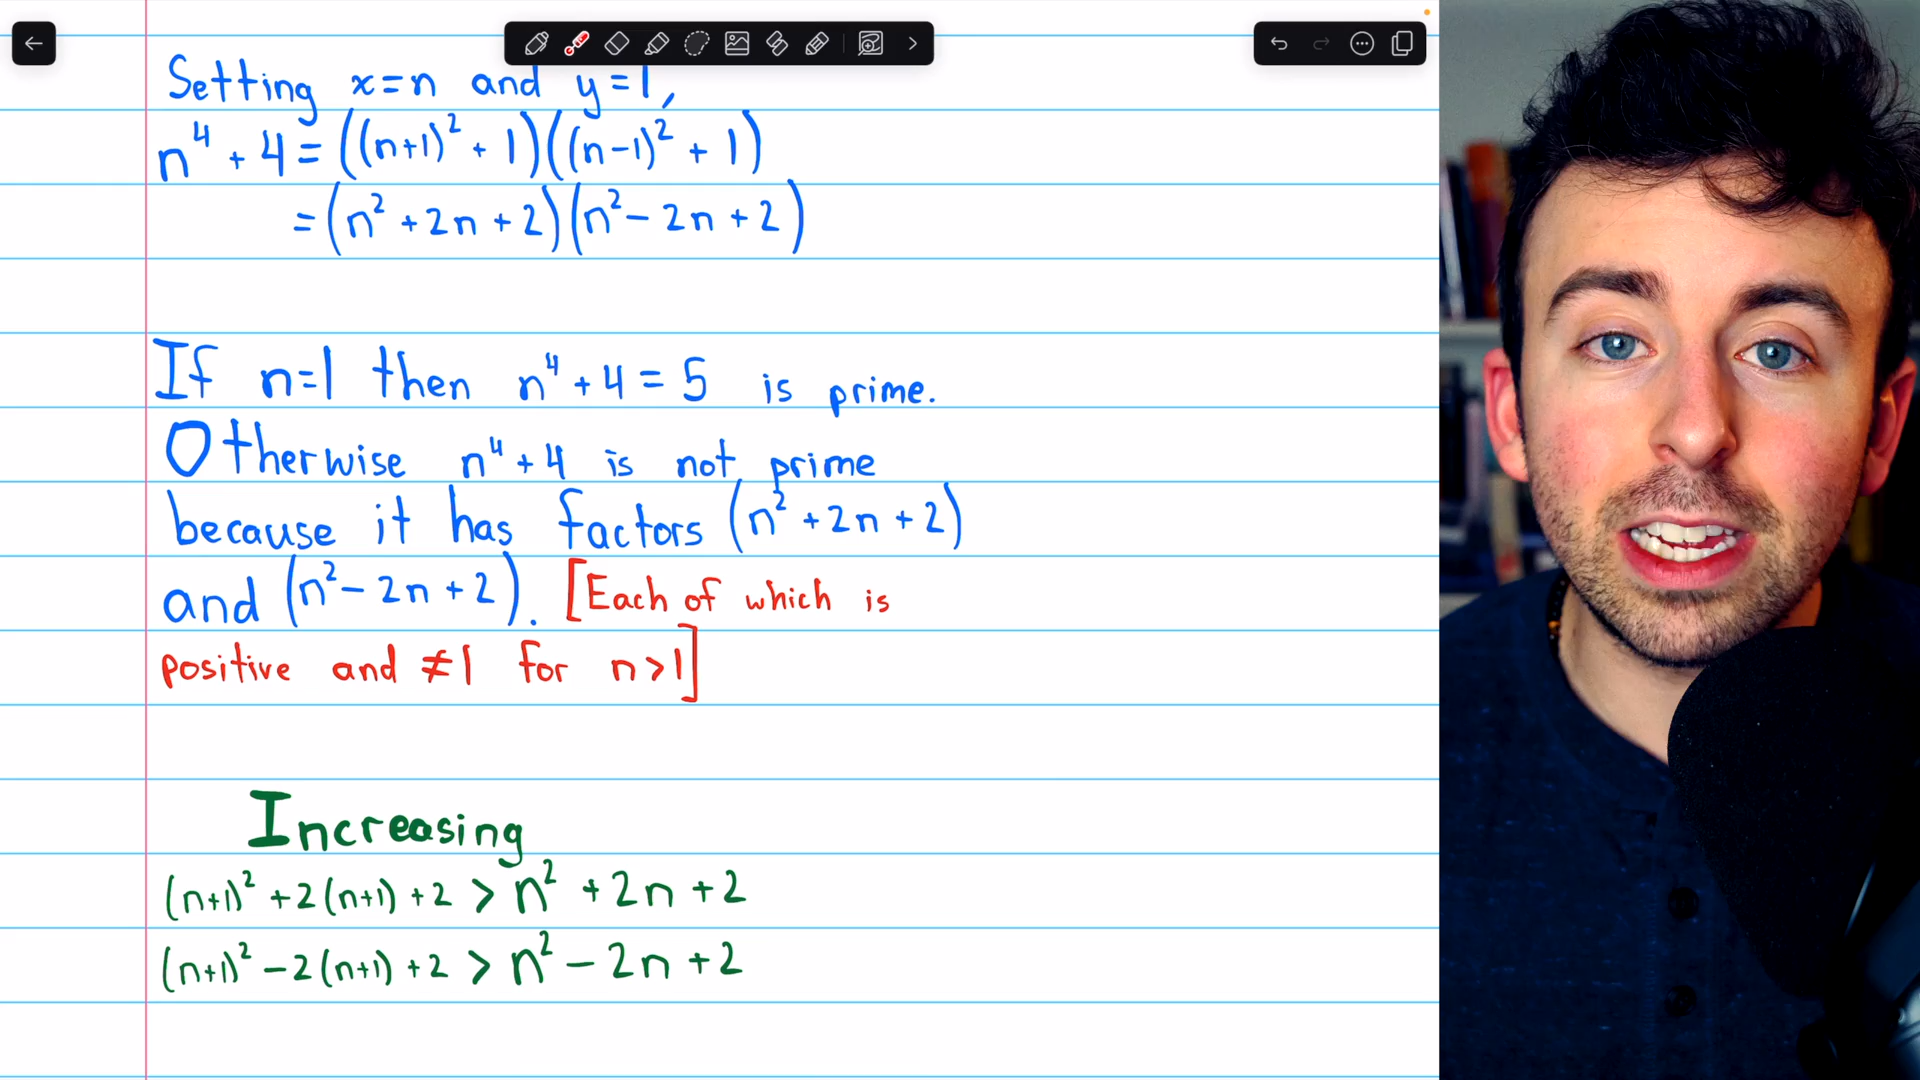 Setting x=n and y=1,
n⁴ + 4 = ((n+1)² + 1)((n-1)² + 1)
= (n² + 2n + 2)(n² - 2n + 2)
If n=1 then n⁴ + 4 = 5 is prime.
Otherwise n⁴ + 4 is not prime
because it has factors (n² + 2n + 2)
and (n² - 2n + 2). [Each of which is
positive and ≠1 for n>1]
Increasing
(n+1)² + 2(n+1) + 2 > n² + 2n + 2
(n+1)² - 2(n+1) + 2 > n² - 2n + 2